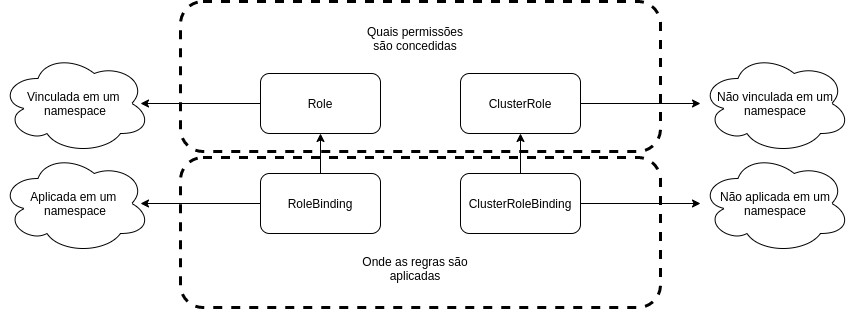 Quais permissões
são concedidas
Vinculada em um
namespace
Role
ClusterRole
Não vinculada em um
namespace
Aplicada em um
namespace
RoleBinding
ClusterRoleBinding
Não aplicada em um
namespace
Onde as regras são
aplicadas